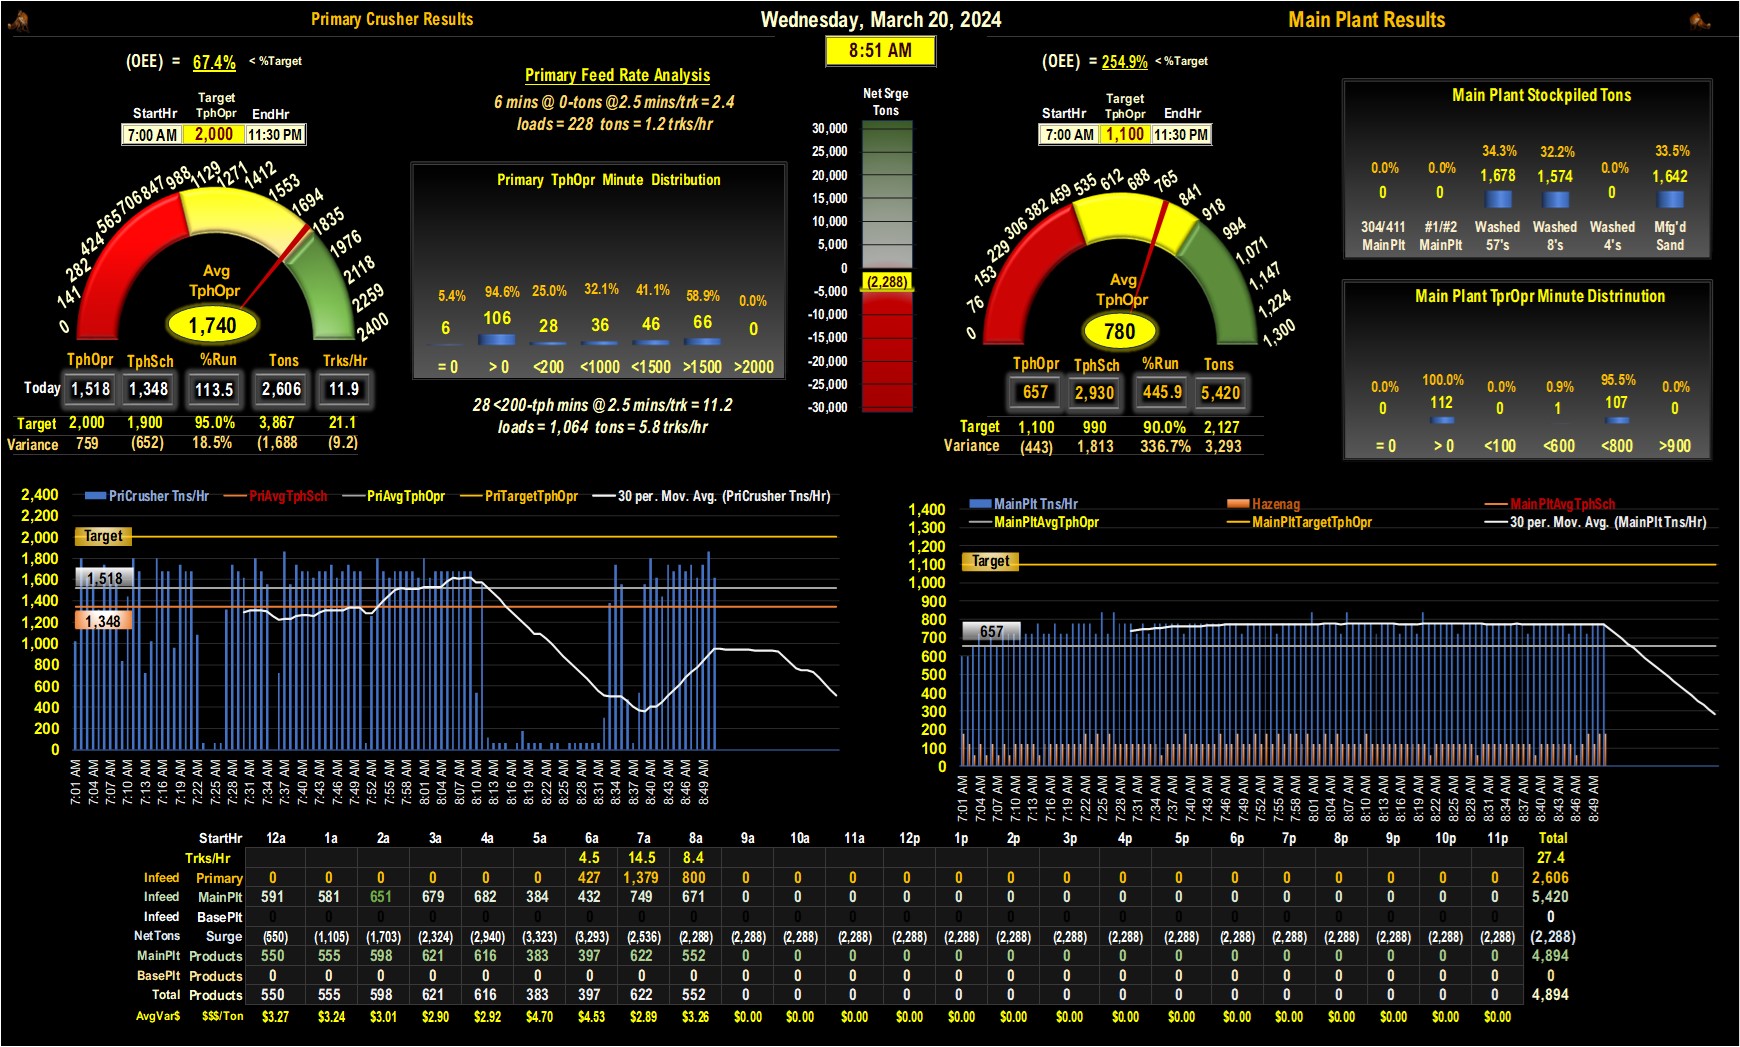 Primary Crusher Results
Wednesday, March 20, 2024
Main Plant Results
8:51 AM
(OEE) = 67.4% < %Target
Target
StartHr TphOpr EndHr
7:00 AM 2,000 11:30 PM
0 141 282 424 565 706 847 988 1129 1271 1412 1553 1694 1835 1976 2118 2259 2400
Avg
TphOpr
1,740
TphOpr TphSch %Run Tons Trks/Hr
Today 1,518 1,348 113.5 2,606 11.9
Target 2,000 1,900 95.0% 3,867 21.1
Variance 759 (652) 18.5% (1,688 (9.2)
Primary Feed Rate Analysis
6 mins @ 0-tons @2.5 mins/trk = 2.4
loads = 228 tons = 1.2 trks/hr
Primary TphOpr Minute Distribution
5.4% 94.6% 25.0% 32.1% 41.1% 58.9% 0.0%
6 106 28 36 46 66 0
= 0 > 0 <200 <1000 <1500 >1500 >2000
28 <200-tph mins @ 2.5 mins/trk = 11.2
loads = 1,064 tons = 5.8 trks/hr
Net Srge
Tons
30,000
25,000
20,000
15,000
10,000
5,000
0
(2,288)
-5,000
-10,000
-15,000
-20,000
-25,000
-30,000
(OEE) = 254.9% < %Target
Target
StartHr TphOpr EndHr
7:00 AM 1,100 11:30 PM
0 76 153 229 306 382 459 535 612 688 765 841 918 994 1,071 1,147 1,224 1,300
Avg
TphOpr
780
TphOpr TphSch %Run Tons
657 2,930 445.9 5,420
Target 1,100 990 90.0% 2,127
Variance (443) 1,813 336.7% 3,293
Main Plant Stockpiled Tons
0.0% 0.0% 34.3% 32.2% 0.0% 33.5%
0 0 1,678 1,574 0 1,642
304/411 #1/#2 Washed Washed Washed Mfg'd
MainPlt MainPlt 57's 8's 4's Sand
Main Plant TprOpr Minute Distrinution
0.0% 100.0% 0.0% 0.9% 95.5% 0.0%
0 112 0 1 107 0
= 0 > 0 <100 <600 <800 >900
PriCrusher Tns/Hr PriAvgTphSch PriAvgTphOpr PriTargetTphOpr 30 per. Mov. Avg. (PriCrusher Tns/Hr)
2,400
2,200
2,000
1,800
1,600
1,400
1,200
1,000
800
600
400
200
0
Target
1,518
1,348
7:01 AM 7:04 AM 7:07 AM 7:10 AM 7:13 AM 7:16 AM 7:19 AM 7:22 AM 7:25 AM 7:28 AM 7:31 AM 7:34 AM 7:37 AM 7:40 AM 7:43 AM 7:46 AM 7:49 AM 7:52 AM 7:55 AM 7:58 AM 8:01 AM 8:04 AM 8:07 AM 8:10 AM 8:13 AM 8:16 AM 8:19 AM 8:22 AM 8:25 AM 8:28 AM 8:31 AM 8:34 AM 8:37 AM 8:40 AM 8:43 AM 8:46 AM 8:49 AM
MainPlt Tns/Hr Hazenag MainPltAvgTphSch
MainPltAvgTphOpr MainPltTargetTphOpr 30 per. Mov. Avg. (MainPlt Tns/Hr)
1,400
1,300
1,200
1,100
1,000
900
800
700
600
500
400
300
200
100
0
Target
657
7:01 AM 7:04 AM 7:07 AM 7:10 AM 7:13 AM 7:16 AM 7:19 AM 7:22 AM 7:25 AM 7:28 AM 7:31 AM 7:34 AM 7:37 AM 7:40 AM 7:43 AM 7:46 AM 7:49 AM 7:52 AM 7:55 AM 7:58 AM 8:01 AM 8:04 AM 8:07 AM 8:10 AM 8:13 AM 8:16 AM 8:19 AM 8:22 AM 8:25 AM 8:28 AM 8:31 AM 8:34 AM 8:37 AM 8:40 AM 8:43 AM 8:46 AM 8:49 AM
StartHr 12a 1a 2a 3a 4a 5a 6a 7a 8a 9a 10a 11a 12p 1p 2p 3p 4p 5p 6p 7p 8p 9p 10p 11p Total
Trks/Hr 4.5 14.5 8.4 27.4
Infeed Primary 0 0 0 0 0 0 427 1,379 800 0 0 0 0 0 0 0 0 0 0 0 0 0 0 0 2,606
Infeed MainPlt 591 581 651 679 682 384 432 749 671 0 0 0 0 0 0 0 0 0 0 0 0 0 0 0 5,420
Infeed BasePlt 0 0 0 0 0 0 0 0 0 0 0 0 0 0 0 0 0 0 0 0 0 0 0 0 0
NetTons Surge (550) (1,105) (1,703) (2,324) (2,940) (3,323) (3,293) (2,536) (2,288) (2,288) (2,288) (2,288) (2,288) (2,288) (2,288) (2,288) (2,288) (2,288) (2,288) (2,288) (2,288) (2,288) (2,288) (2,288) (2,288)
MainPlt Products 550 555 598 621 616 383 397 622 552 0 0 0 0 0 0 0 0 0 0 0 0 0 0 0 4,894
BasePlt Products 0 0 0 0 0 0 0 0 0 0 0 0 0 0 0 0 0 0 0 0 0 0 0 0 0
Total Products 550 555 598 621 616 383 397 622 552 0 0 0 0 0 0 0 0 0 0 0 0 0 0 0 4,894
AvgVar$ $$$/Ton $3.27 $3.24 $3.01 $2.90 $2.92 $4.70 $4.53 $2.89 $3.26 $0.00 $0.00 $0.00 $0.00 $0.00 $0.00 $0.00 $0.00 $0.00 $0.00 $0.00 $0.00 $0.00 $0.00 $0.00